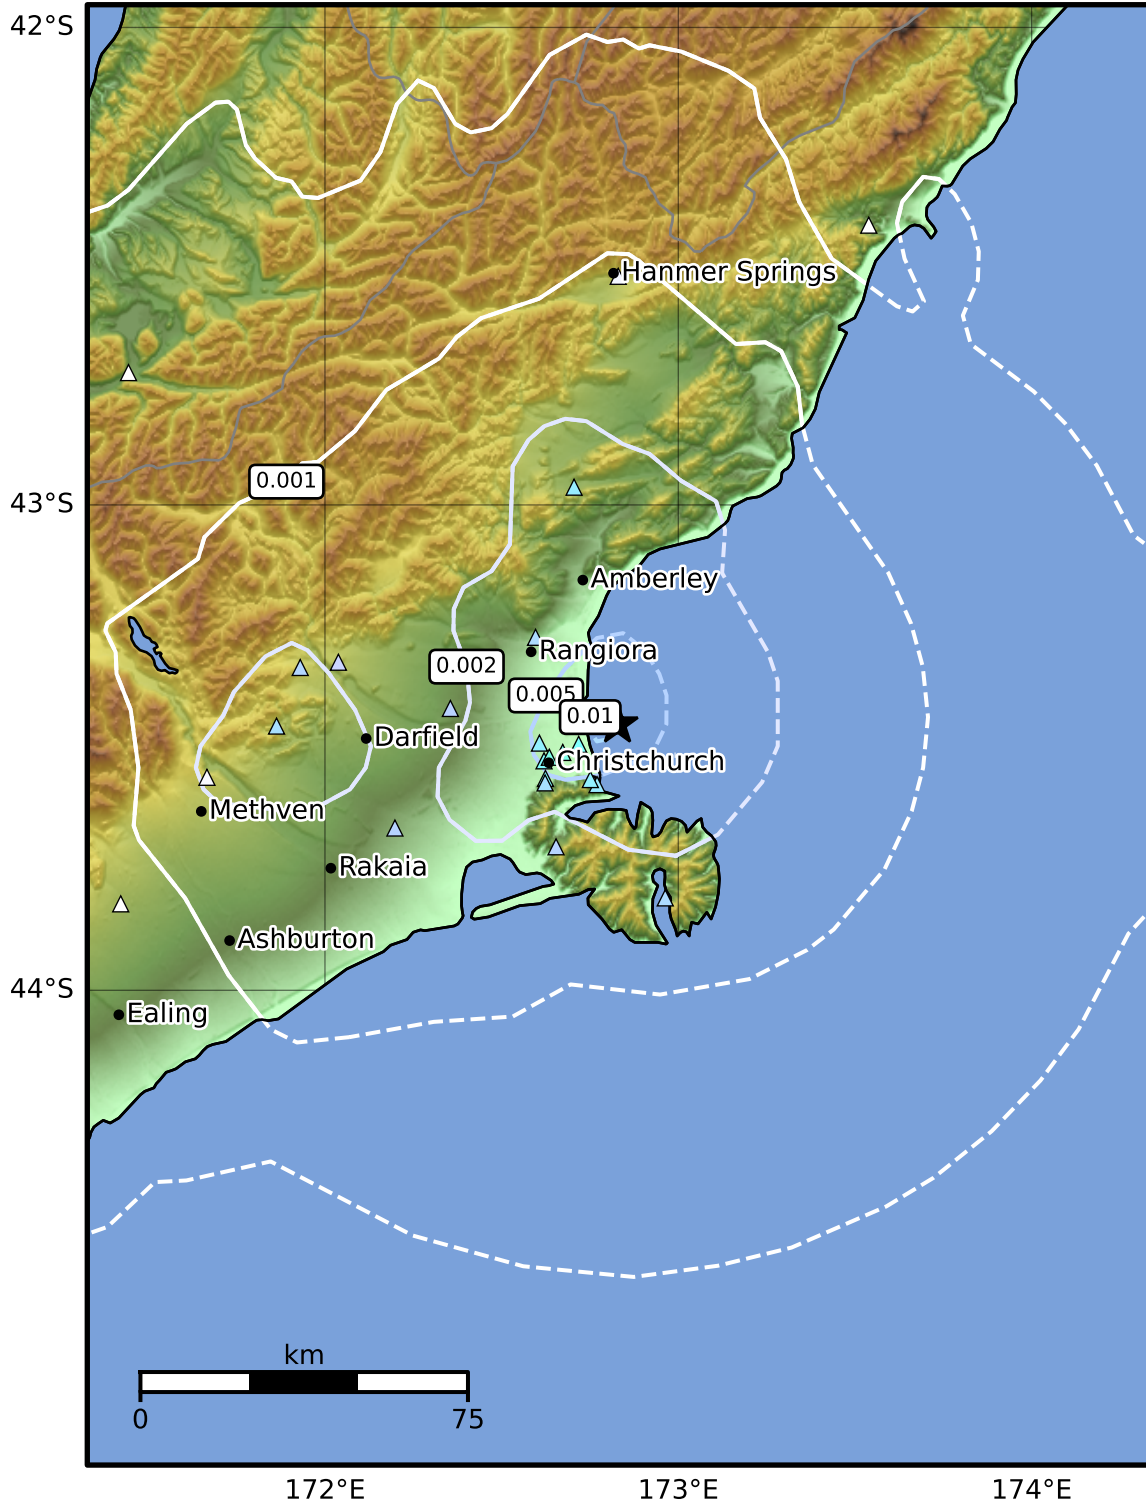 42°S
Hanmer Springs
0.001
43°S
Amberley
Rangiora
0.002
0.005
0.01
Darfield
Christchurch
Methven
Rakaia
Ashburton
44°S
Ealing
km
0 75
172°E 173°E 174°E